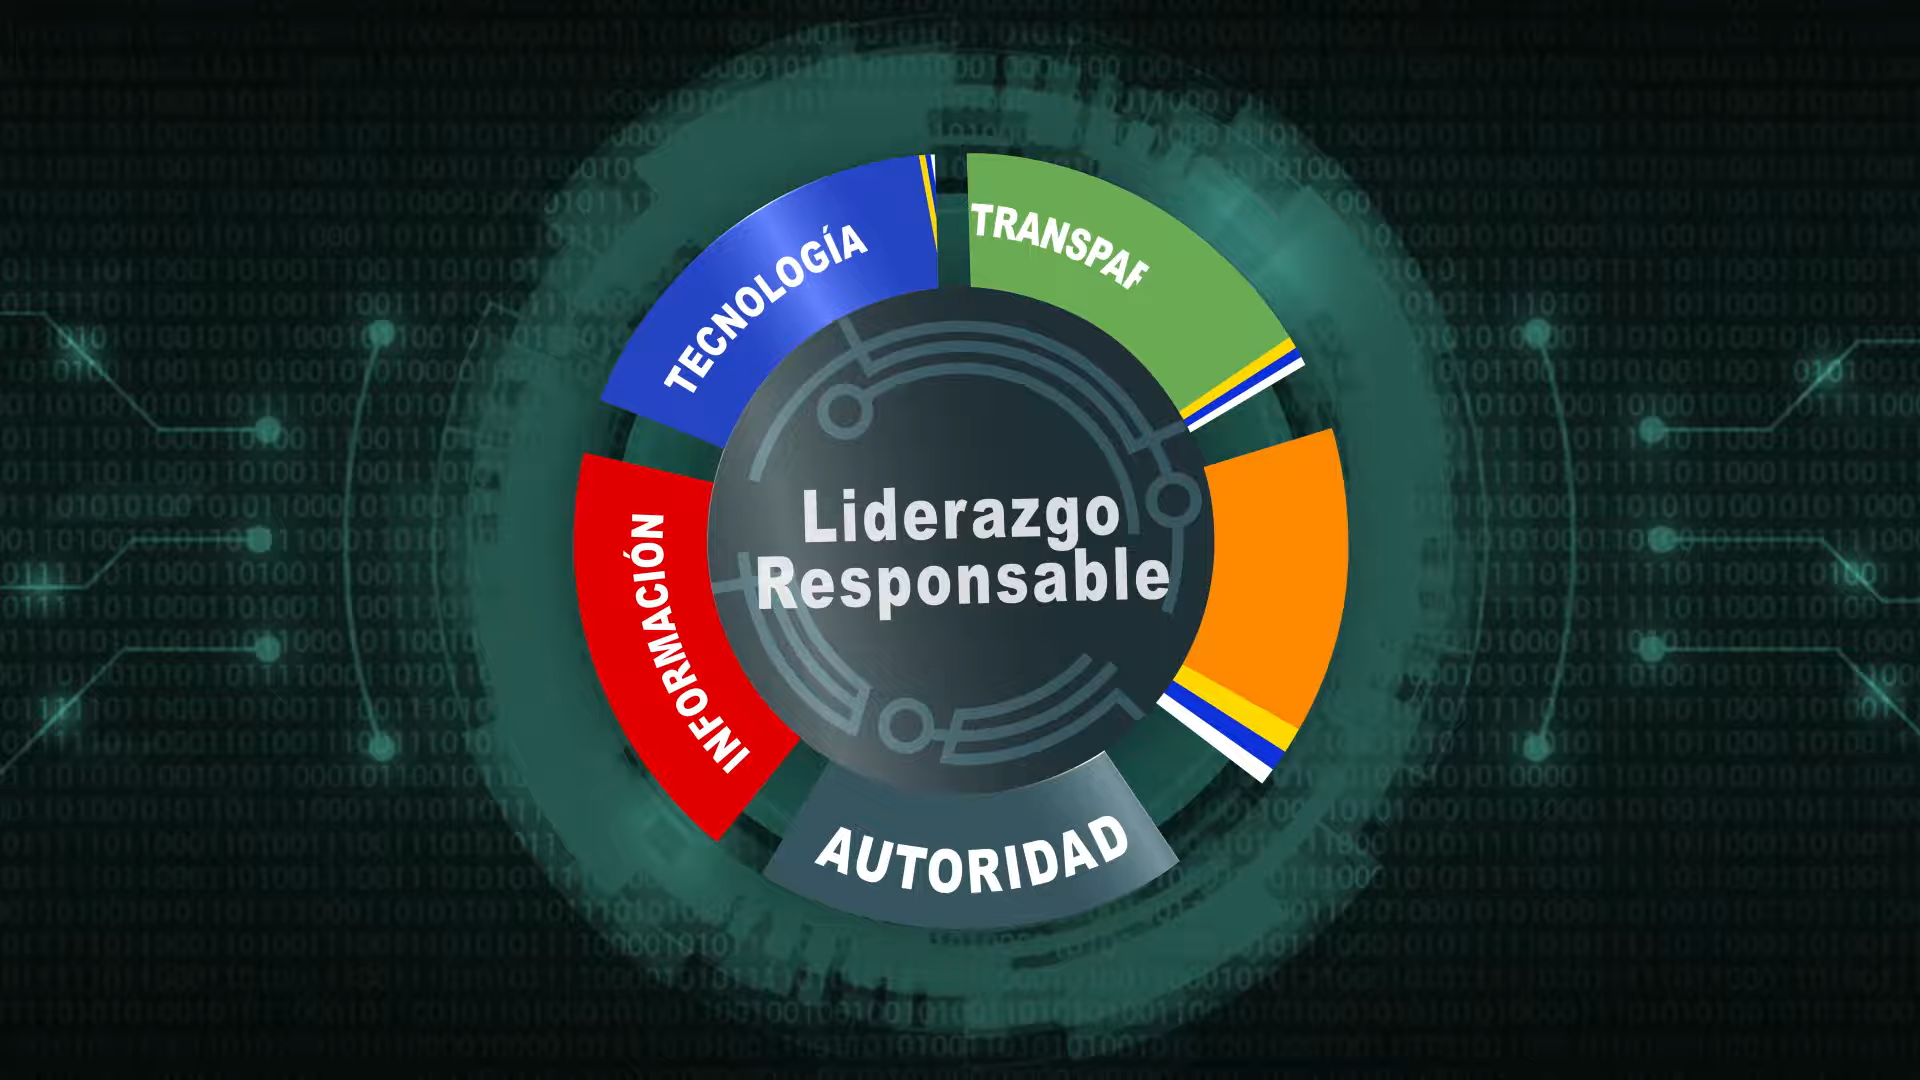 TECNOLOGÍA
TRANSPAR
Liderazgo
Responsable
INFORMACIÓN
AUTORIDAD